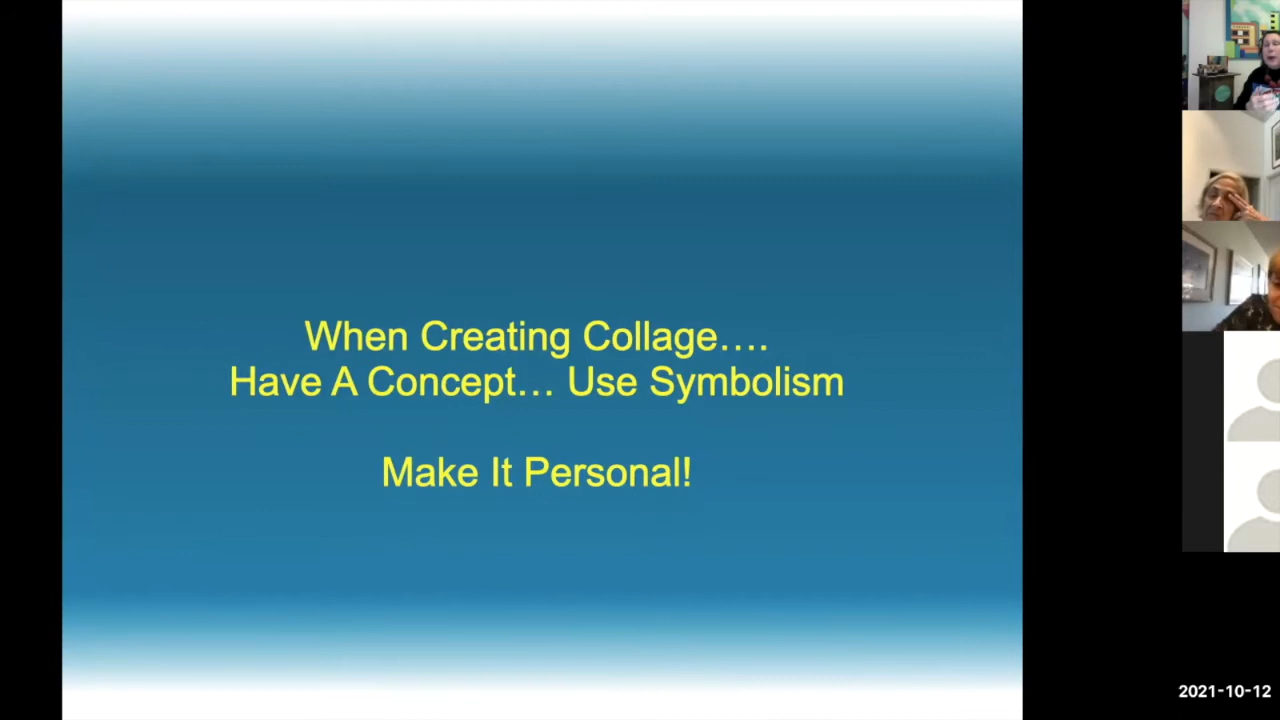 When Creating Collage….
Have A Concept… Use Symbolism
Make It Personal!
2021-10-12